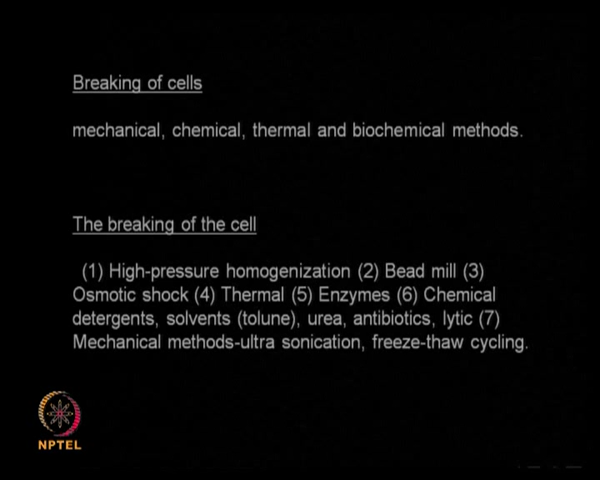 Breaking of cells
mechanical, chemical, thermal and biochemical methods.
The breaking of the cell
(1) High-pressure homogenization (2) Bead mill (3)
Osmotic shock (4) Thermal (5) Enzymes (6) Chemical
detergents, solvents (tolune), urea, antibiotics, lytic (7)
Mechanical methods-ultra sonication, freeze-thaw cycling.
NPTEL